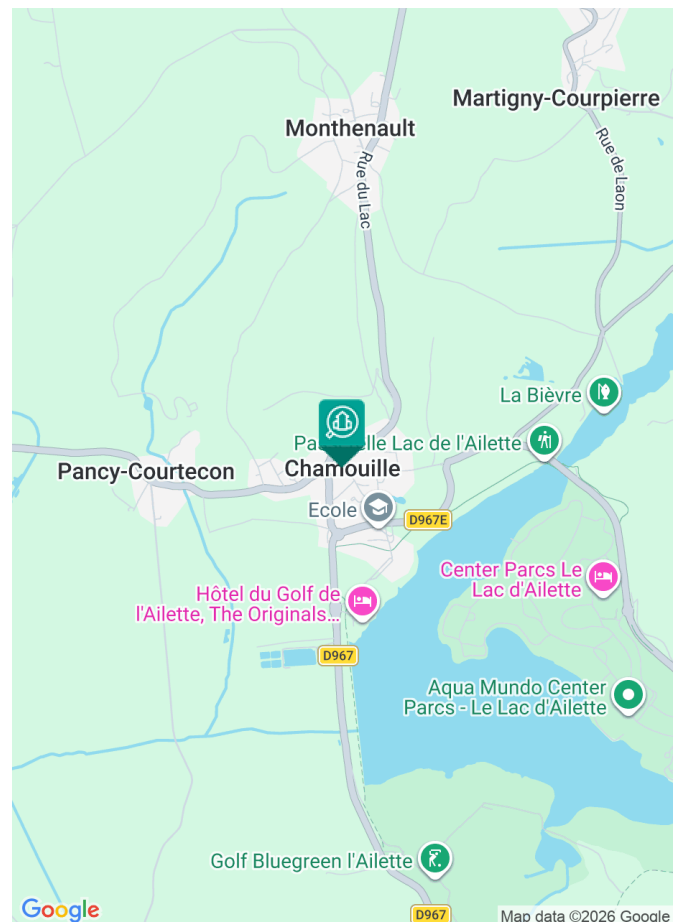 Martigny-Courpierre
Monthenault
Rue de Laon
Rue du Lac
La Bièvre
Pancy-Courtecon
Chamouille
Lac de l'Ailette
Ecole
D967E
Center Parcs Le
Lac d'Ailette
Hôtel du Golf de
l'Ailette, The Originals...
D967
Aqua Mundo Center
Parcs - Le Lac d'Ailette
Golf Bluegreen l'Ailette
D967
Google
Map data ©2026 Google